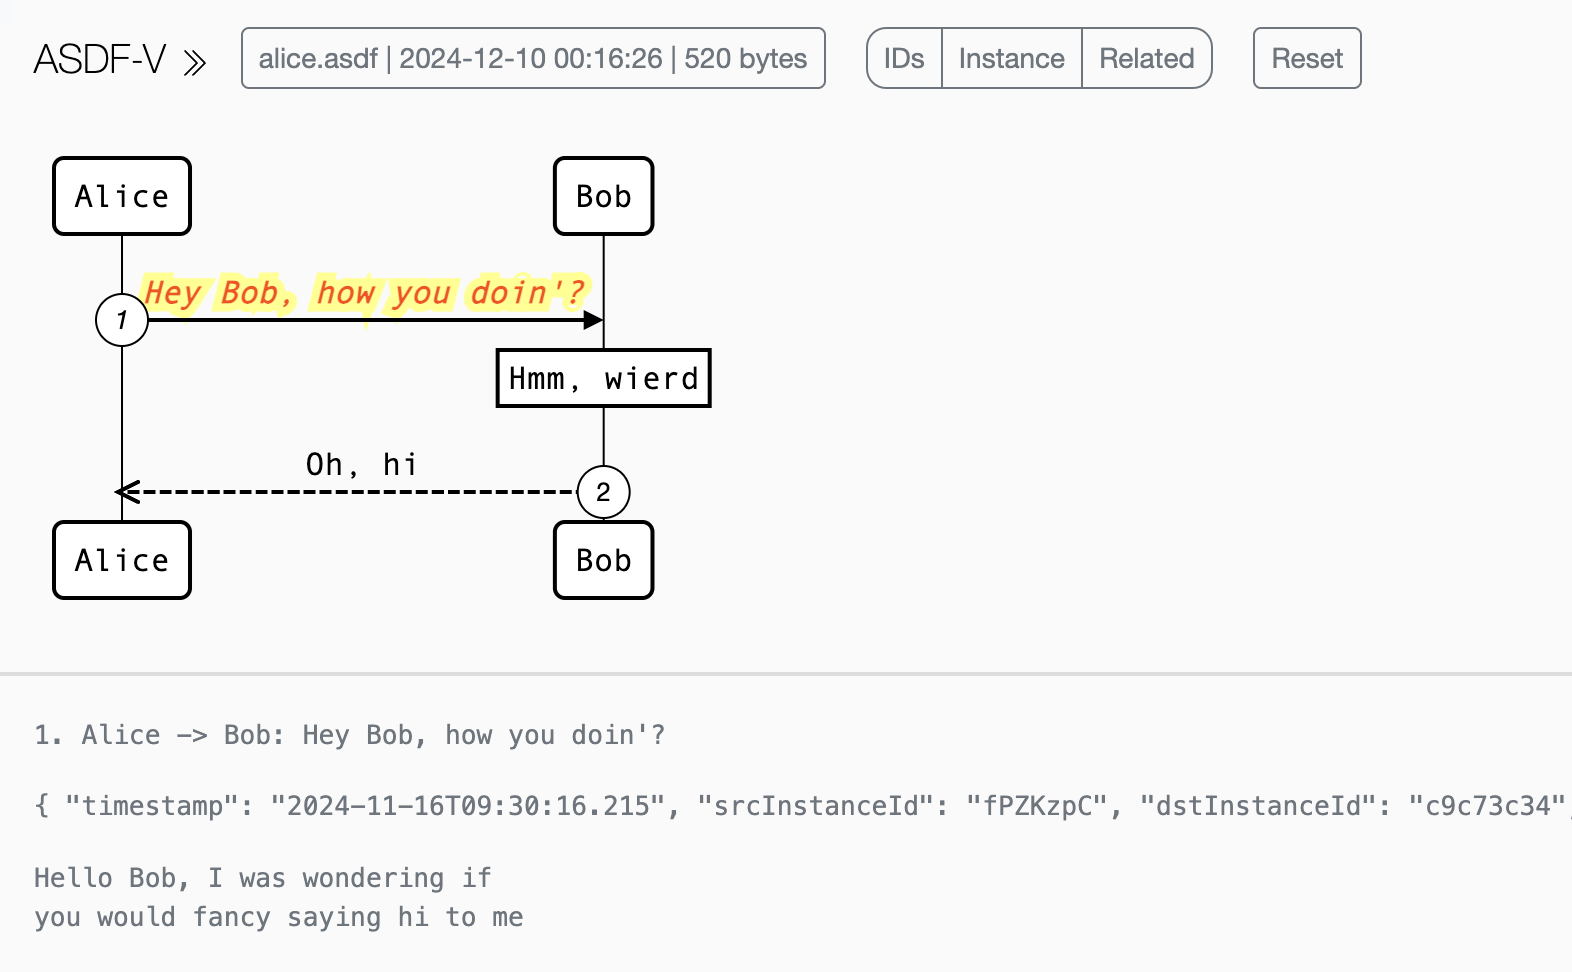 ASDF-V
alice.asdf | 2024-12-10 00:16:26 | 520 bytes
IDs
Instance
Related
Reset
Alice
Bob
Hey Bob, how you doin'?
1
Hmm, wierd
Oh, hi
2
Alice
Bob
1. Alice -> Bob: Hey Bob, how you doin'?
{ "timestamp": "2024-11-16T09:30:16.215", "srcInstanceId": "fPZKzpC", "dstInstanceId": "c9c73c34",
Hello Bob, I was wondering if
you would fancy saying hi to me